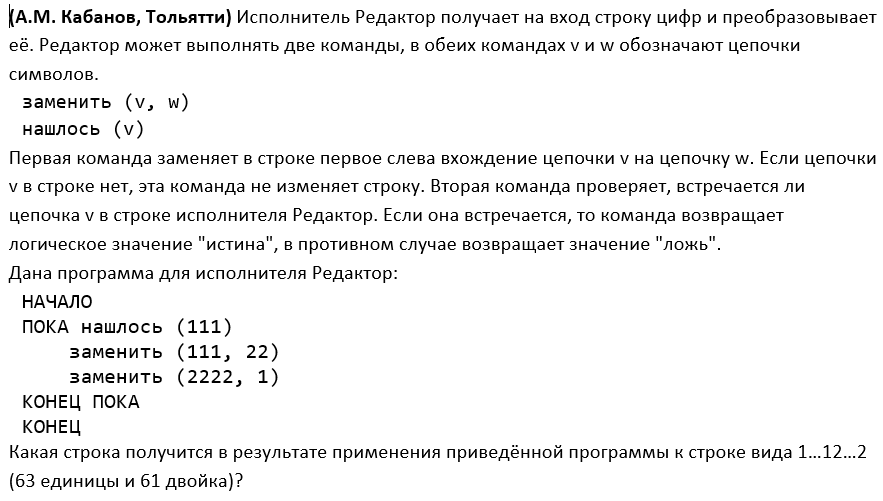 (А.М. Кабанов, Тольятти) Исполнитель Редактор получает на вход строку цифр и преобразовывает
её. Редактор может выполнять две команды, в обеих командах v и w обозначают цепочки
символов.
заменить (v, w)
нашлось (v)
Первая команда заменяет в строке первое слева вхождение цепочки v на цепочку w. Если цепочки
v в строке нет, эта команда не изменяет строку. Вторая команда проверяет, встречается ли
цепочка v в строке исполнителя Редактор. Если она встречается, то команда возвращает
логическое значение "истина", в противном случае возвращает значение "ложь".
Дана программа для исполнителя Редактор:
НАЧАЛО
ПОКА нашлось (111)
заменить (111, 22)
заменить (2222, 1)
КОНЕЦ ПОКА
КОНЕЦ
Какая строка получится в результате применения приведённой программы к строке вида 1…12…2
(63 единицы и 61 двойка)?